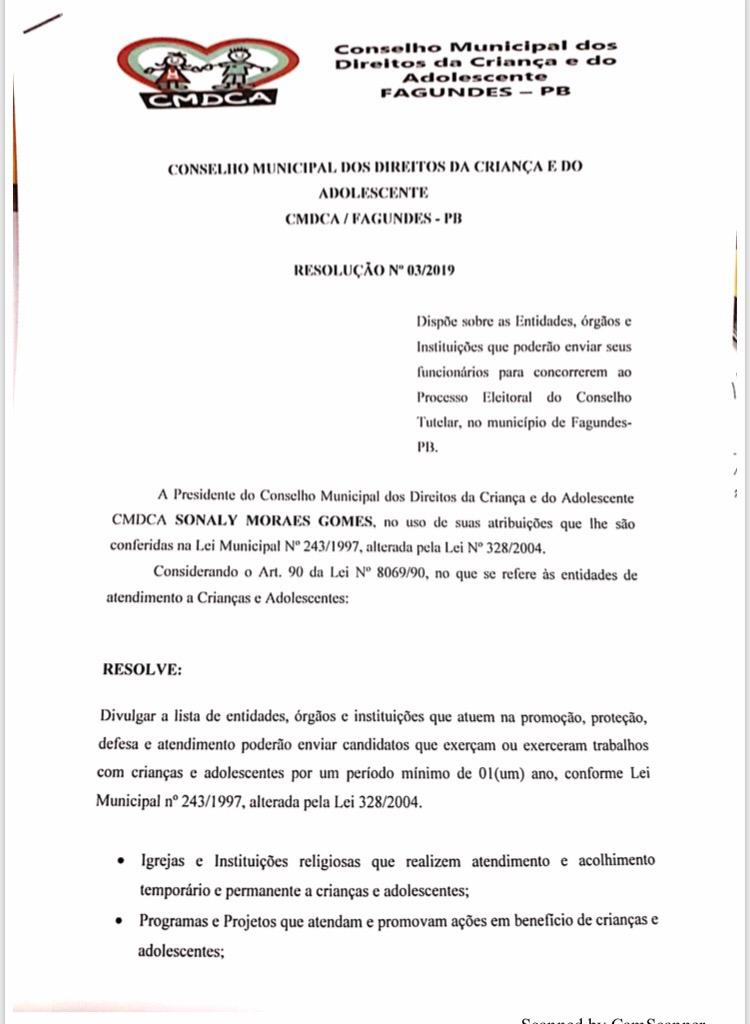 CMDCA
Conselho Municipal dos
Direitos da Criança e do
Adolescente
FAGUNDES – PB
CONSELHO MUNICIPAL DOS DIREITOS DA CRIANÇA E DO
ADOLESCENTE
CMDCA / FAGUNDES - PB
RESOLUÇÃO Nº 03/2019
Dispõe sobre as Entidades, órgãos e
Instituições que poderão enviar seus
funcionários para concorrerem ao
Processo Eleitoral do Conselho
Tutelar, no município de Fagundes-
PB.
A Presidente do Conselho Municipal dos Direitos da Criança e do Adolescente
CMDCA SONALY MORAES GOMES, no uso de suas atribuições que lhe são
conferidas na Lei Municipal Nº 243/1997, alterada pela Lei Nº 328/2004.
Considerando o Art. 90 da Lei Nº 8069/90, no que se refere às entidades de
atendimento a Crianças e Adolescentes:
RESOLVE:
Divulgar a lista de entidades, órgãos e instituições que atuem na promoção, proteção,
defesa e atendimento poderão enviar candidatos que exerçam ou exerceram trabalhos
com crianças e adolescentes por um período mínimo de 01(um) ano, conforme Lei
Municipal nº 243/1997, alterada pela Lei 328/2004.
• Igrejas e Instituições religiosas que realizem atendimento e acolhimento
temporário e permanente a crianças e adolescentes;
• Programas e Projetos que atendam e promovam ações em benefício de crianças e
adolescentes;
Scanned by CamScanner